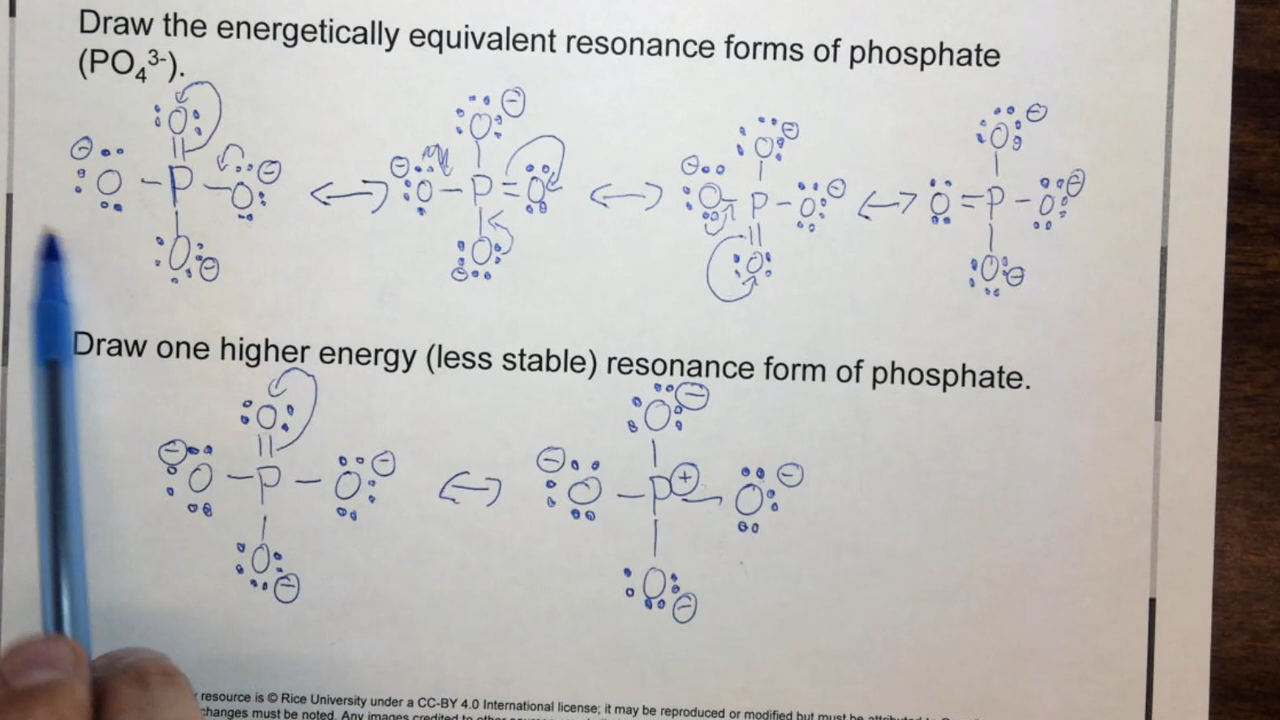 Draw the energetically equivalent resonance forms of phosphate
(PO₄³⁻).
O O O O
O – P – O ⟷ O – P = O ⟷ O – P – O ⟷ O = P – O
O O O O
Draw one higher energy (less stable) resonance form of phosphate.
O O
O – P – O ⟷ O – P⊕ – O
O O
resource is © Rice University under a CC-BY 4.0 International license; it may be reproduced or modified but must be attributed
changes must be noted. Any images credited to other